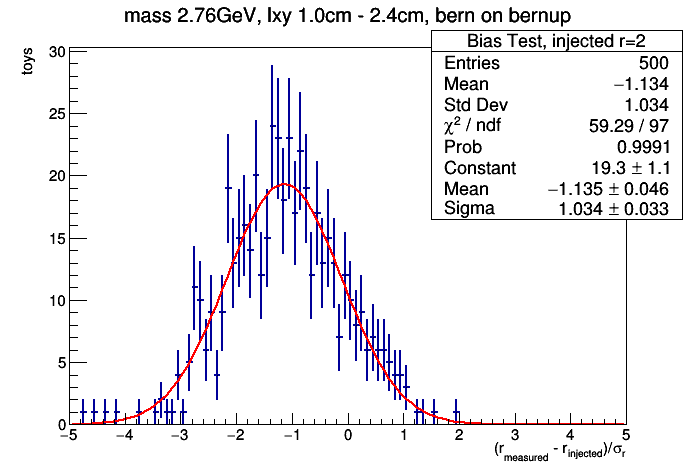 mass 2.76GeV, lxy 1.0cm - 2.4cm, bern on bernup
Bias Test, injected r=2
Entries 500
Mean −1.134
Std Dev 1.034
χ² / ndf 59.29 / 97
Prob 0.9991
Constant 19.3 ± 1.1
Mean −1.135 ± 0.046
Sigma 1.034 ± 0.033
toys
30
25
20
15
10
5
0
−5 −4 −3 −2 −1 0 1 2 3 4 5
(r_measured - r_injected)/σ_r